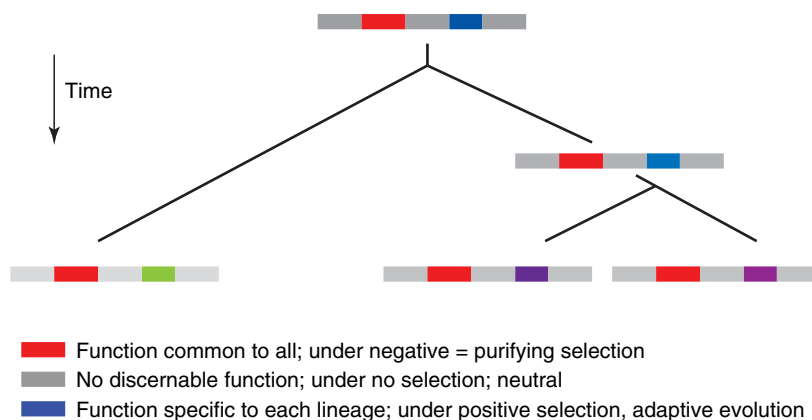 Time
Function common to all; under negative = purifying selection
No discernable function; under no selection; neutral
Function specific to each lineage; under positive selection, adaptive evolution